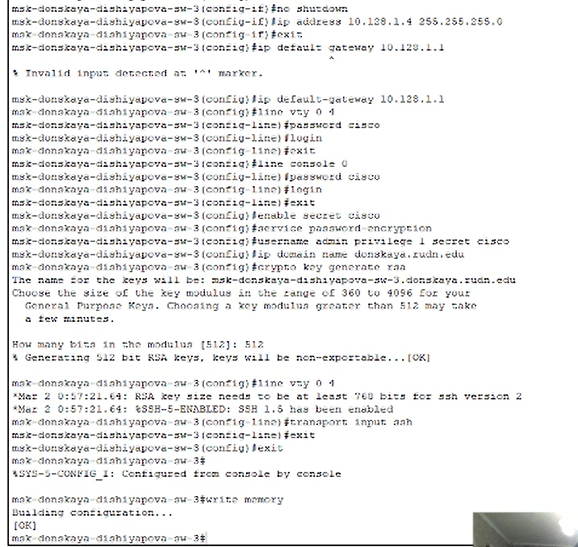 msk-donskaya-dishiyapova-sw-3(config-if)#no shutdown
msk-donskaya-dishiyapova-sw-3(config-if)#ip address 10.128.1.4 255.255.255.0
msk-donskaya-dishiyapova-sw-3(config-if)#exit
msk-donskaya-dishiyapova-sw-3(config)#ip default gateway 10.128.1.1
^
% Invalid input detected at '^' marker.
msk-donskaya-dishiyapova-sw-3(config)#ip default-gateway 10.128.1.1
msk-donskaya-dishiyapova-sw-3(config)#line vty 0 4
msk-donskaya-dishiyapova-sw-3(config-line)#password cisco
msk-donskaya-dishiyapova-sw-3(config-line)#login
msk-donskaya-dishiyapova-sw-3(config-line)#exit
msk-donskaya-dishiyapova-sw-3(config)#line console 0
msk-donskaya-dishiyapova-sw-3(config-line)#password cisco
msk-donskaya-dishiyapova-sw-3(config-line)#login
msk-donskaya-dishiyapova-sw-3(config-line)#exit
msk-donskaya-dishiyapova-sw-3(config)#enable secret cisco
msk-donskaya-dishiyapova-sw-3(config)#service password-encryption
msk-donskaya-dishiyapova-sw-3(config)#username admin privilege 1 secret cisco
msk-donskaya-dishiyapova-sw-3(config)#ip domain name donskaya.rudn.edu
msk-donskaya-dishiyapova-sw-3(config)#crypto key generate rsa
The name for the keys will be: msk-donskaya-dishiyapova-sw-3.donskaya.rudn.edu
Choose the size of the key modulus in the range of 360 to 4096 for your
General Purpose Keys. Choosing a key modulus greater than 512 may take
a few minutes.
How many bits in the modulus [512]: 512
% Generating 512 bit RSA keys, keys will be non-exportable...[OK]
msk-donskaya-dishiyapova-sw-3(config)#line vty 0 4
*Mar 2 0:57:21.64: RSA key size needs to be at least 768 bits for ssh version 2
*Mar 2 0:57:21.64: %SSH-5-ENABLED: SSH 1.5 has been enabled
msk-donskaya-dishiyapova-sw-3(config-line)#transport input ssh
msk-donskaya-dishiyapova-sw-3(config-line)#exit
msk-donskaya-dishiyapova-sw-3(config)#exit
msk-donskaya-dishiyapova-sw-3#
%SYS-5-CONFIG_I: Configured from console by console
msk-donskaya-dishiyapova-sw-3#write memory
Building configuration...
[OK]
msk-donskaya-dishiyapova-sw-3#